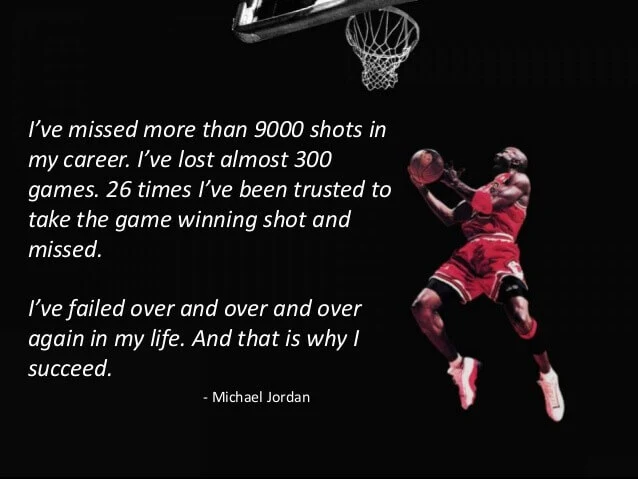 I’ve missed more than 9000 shots in
my career. I’ve lost almost 300
games. 26 times I’ve been trusted to
take the game winning shot and
missed.
I’ve failed over and over and over
again in my life. And that is why I
succeed.
- Michael Jordan